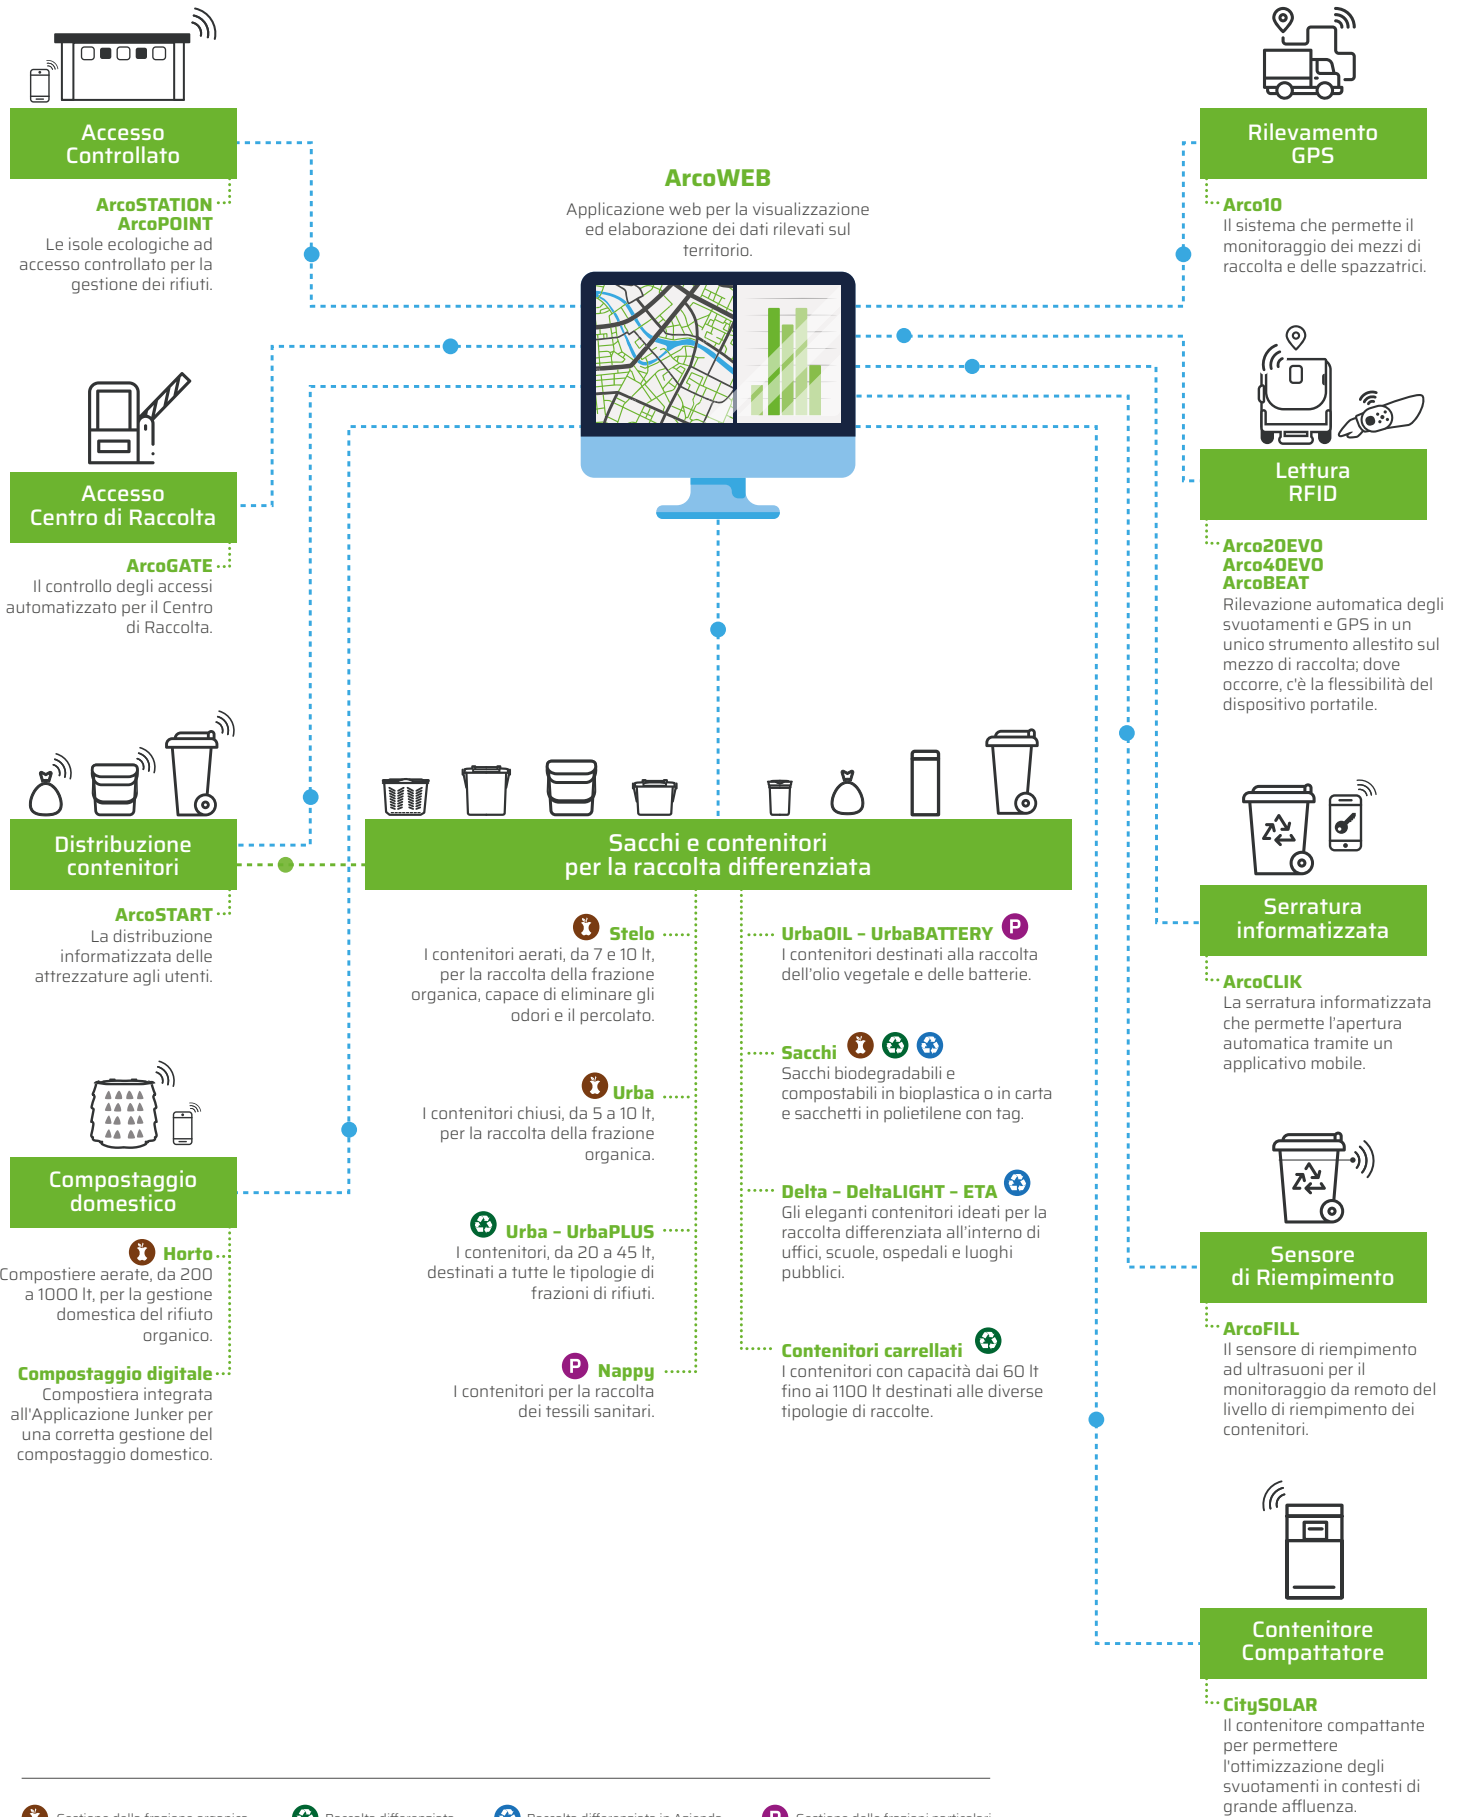 Accesso
Controllato
ArcoSTATION
ArcoPOINT
Le isole ecologiche ad
accesso controllato per la
gestione dei rifiuti.
Accesso
Centro di Raccolta
ArcoGATE
Il controllo degli accessi
automatizzato per il Centro
di Raccolta.
Distribuzione
contenitori
ArcoSTART
La distribuzione
informatizzata delle
attrezzature agli utenti.
Compostaggio
domestico
Horto
Compostiere aerate, da 200
a 1000 lt, per la gestione
domestica del rifiuto
organico.
Compostaggio digitale
Compostiera integrata
all'Applicazione Junker per
una corretta gestione del
compostaggio domestico.
ArcoWEB
Applicazione web per la visualizzazione
ed elaborazione dei dati rilevati sul
territorio.
Sacchi e contenitori
per la raccolta differenziata
Stelo
I contenitori aerati, da 7 e 10 lt,
per la raccolta della frazione
organica, capace di eliminare gli
odori e il percolato.
Urba
I contenitori chiusi, da 5 a 10 lt,
per la raccolta della frazione
organica.
Urba – UrbaPLUS
I contenitori, da 20 a 45 lt,
destinati a tutte le tipologie di
frazioni di rifiuti.
P Nappy
I contenitori per la raccolta
dei tessili sanitari.
UrbaOIL – UrbaBATTERY P
I contenitori destinati alla raccolta
dell'olio vegetale e delle batterie.
Sacchi
Sacchi biodegradabili e
compostabili in bioplastica o in carta
e sacchetti in polietilene con tag.
Delta – DeltaLIGHT – ETA
Gli eleganti contenitori ideati per la
raccolta differenziata all'interno di
uffici, scuole, ospedali e luoghi
pubblici.
Contenitori carrellati
I contenitori con capacità dai 60 lt
fino ai 1100 lt destinati alle diverse
tipologie di raccolte.
Rilevamento
GPS
Arco10
Il sistema che permette il
monitoraggio dei mezzi di
raccolta e delle spazzatrici.
Lettura
RFID
Arco20EVO
Arco40EVO
ArcoBEAT
Rilevazione automatica degli
svuotamenti e GPS in un
unico strumento allestito sul
mezzo di raccolta; dove
occorre, c'è la flessibilità del
dispositivo portatile.
Serratura
informatizzata
ArcoCLIK
La serratura informatizzata
che permette l'apertura
automatica tramite un
applicativo mobile.
Sensore
di Riempimento
ArcoFILL
Il sensore di riempimento
ad ultrasuoni per il
monitoraggio da remoto del
livello di riempimento dei
contenitori.
Contenitore
Compattatore
CitySOLAR
Il contenitore compattante
per permettere
l'ottimizzazione degli
svuotamenti in contesti di
grande affluenza.
Gestione della frazione organica
Raccolta differenziata
Raccolta differenziata in Azienda
P Gestione delle frazioni particolari